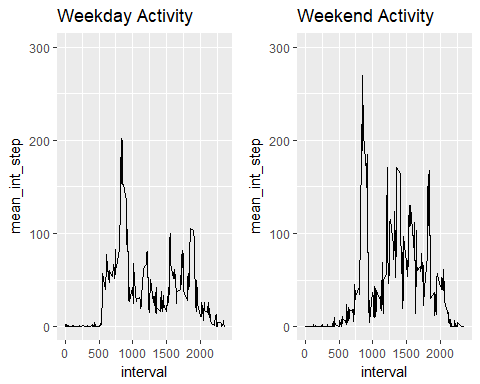 Weekday Activity
300
200
100
0
mean_int_step
0 500 1000 1500 2000
interval
Weekend Activity
300
200
100
0
mean_int_step
0 500 1000 1500 2000
interval